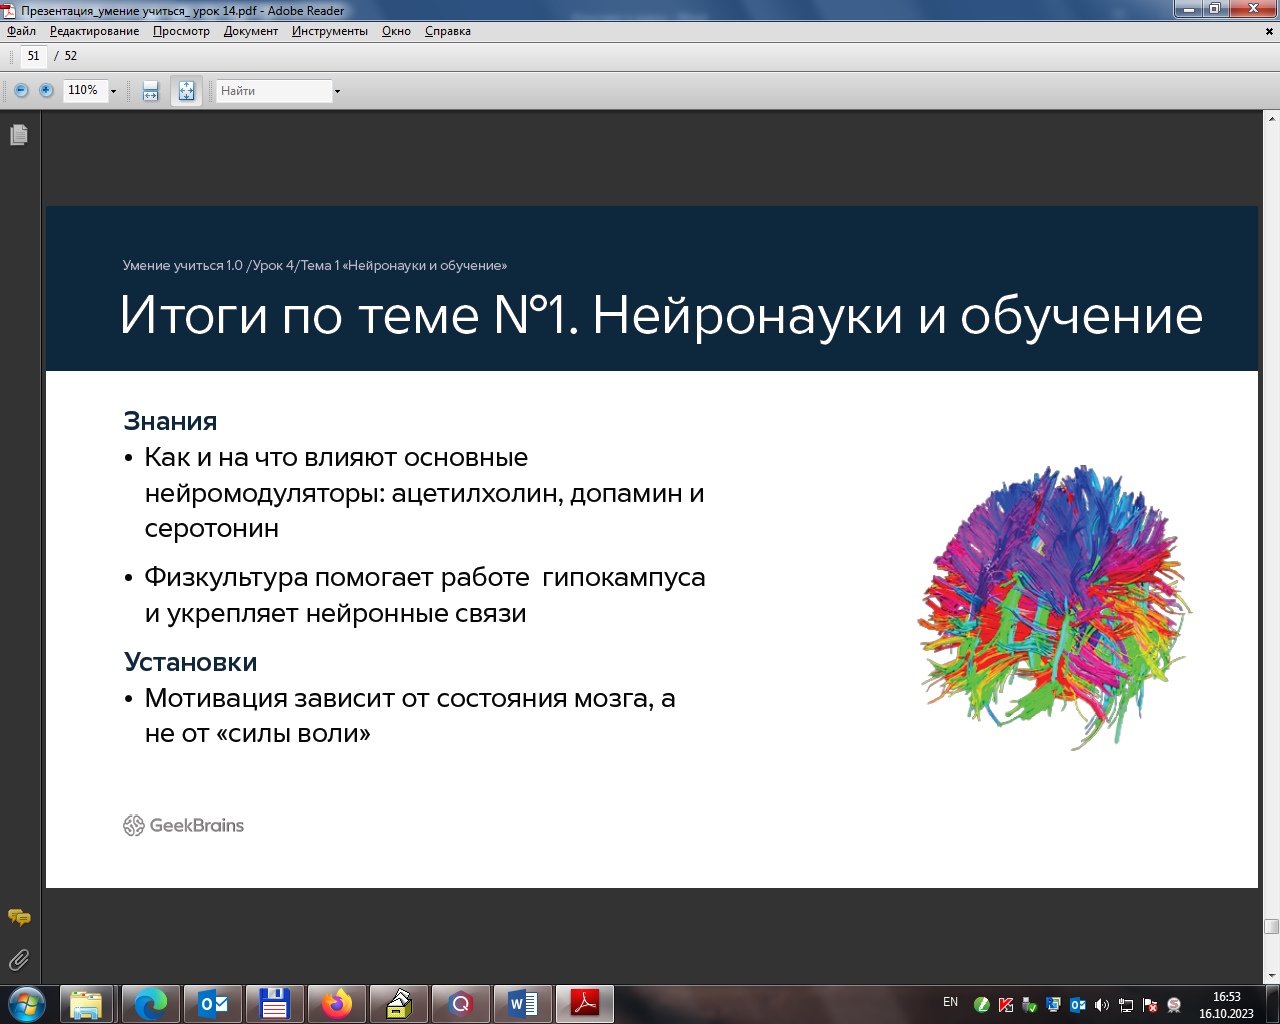 Презентация_умение учиться_ урок 14.pdf - Adobe Reader
Файл Редактирование Просмотр Документ Инструменты Окно Справка
51 / 52
110% Найти
Умение учиться 1.0 /Урок 4/Тема 1 «Нейронауки и обучение»
Итоги по теме №1. Нейронауки и обучение
Знания
• Как и на что влияют основные
нейромодуляторы: ацетилхолин, допамин и
серотонин
• Физкультура помогает работе гипокампуса
и укрепляет нейронные связи
Установки
• Мотивация зависит от состояния мозга, а
не от «силы воли»
GeekBrains
EN
16:53
16.10.2023